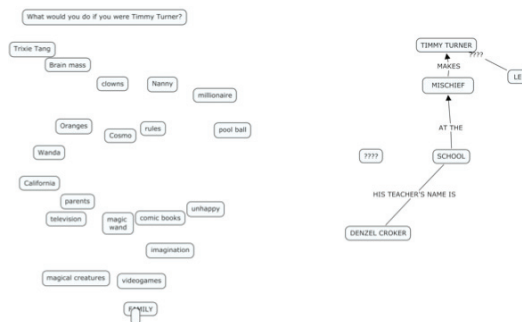 What would you do if you were Timmy Turner?
Trixie Tang
Brain mass
clowns
Nanny
millionaire
Oranges
Cosmo
rules
pool ball
Wanda
California
parents
television
magic
wand
comic books
unhappy
imagination
magical creatures
videogames
TIMMY TURNER
????
MAKES
LE
MISCHIEF
AT THE
????
SCHOOL
HIS TEACHER'S NAME IS
DENZEL CROKER